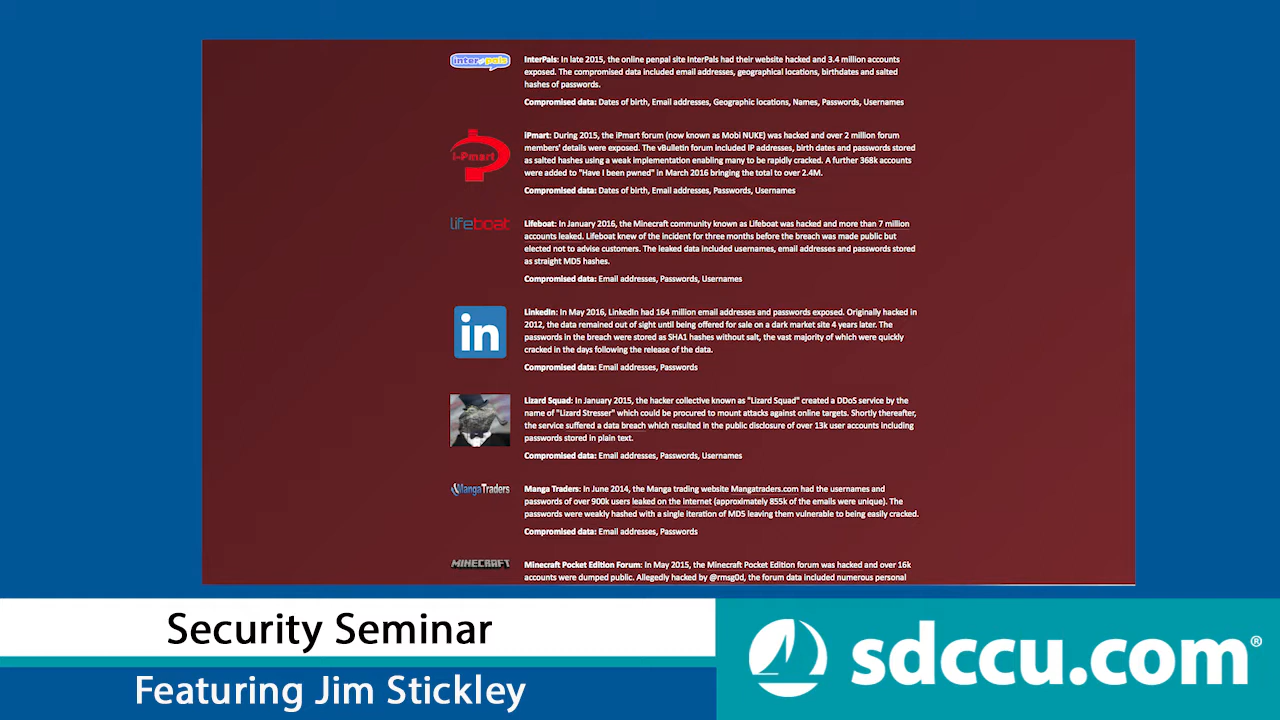 inter pals
InterPals: In late 2015, the online penpal site InterPals had their website hacked and 3.4 million accounts
exposed. The compromised data included email addresses, geographical locations, birthdates and salted
hashes of passwords.
Compromised data: Dates of birth, Email addresses, Geographic locations, Names, Passwords, Usernames
i-Pmart
iPmart: During 2015, the iPmart forum (now known as Mobi NUKE) was hacked and over 2 million forum
members' details were exposed. The vBulletin forum included IP addresses, birth dates and passwords stored
as salted hashes using a weak implementation enabling many to be rapidly cracked. A further 368k accounts
were added to "Have I been pwned" in March 2016 bringing the total to over 2.4M.
Compromised data: Dates of birth, Email addresses, Passwords, Usernames
lifeboat
Lifeboat: In January 2016, the Minecraft community known as Lifeboat was hacked and more than 7 million
accounts leaked. Lifeboat knew of the incident for three months before the breach was made public but
elected not to advise customers. The leaked data included usernames, email addresses and passwords stored
as straight MD5 hashes.
Compromised data: Email addresses, Passwords, Usernames
in
LinkedIn: In May 2016, LinkedIn had 164 million email addresses and passwords exposed. Originally hacked in
2012, the data remained out of sight until being offered for sale on a dark market site 4 years later. The
passwords in the breach were stored as SHA1 hashes without salt, the vast majority of which were quickly
cracked in the days following the release of the data.
Compromised data: Email addresses, Passwords
Lizard Squad: In January 2015, the hacker collective known as "Lizard Squad" created a DDoS service by the
name of "Lizard Stresser" which could be procured to mount attacks against online targets. Shortly thereafter,
the service suffered a data breach which resulted in the public disclosure of over 13k user accounts including
passwords stored in plain text.
Compromised data: Email addresses, Passwords, Usernames
MangaTraders
Manga Traders: In June 2014, the Manga trading website Mangatraders.com had the usernames and
passwords of over 900k users leaked on the internet (approximately 855k of the emails were unique). The
passwords were weakly hashed with a single iteration of MD5 leaving them vulnerable to being easily cracked.
Compromised data: Email addresses, Passwords
MINECRAFT
Minecraft Pocket Edition Forum: In May 2015, the Minecraft Pocket Edition forum was hacked and over 16k
accounts were dumped public. Allegedly hacked by @rmsg0d, the forum data included numerous personal
Security Seminar
Featuring Jim Stickley
sdccu.com®